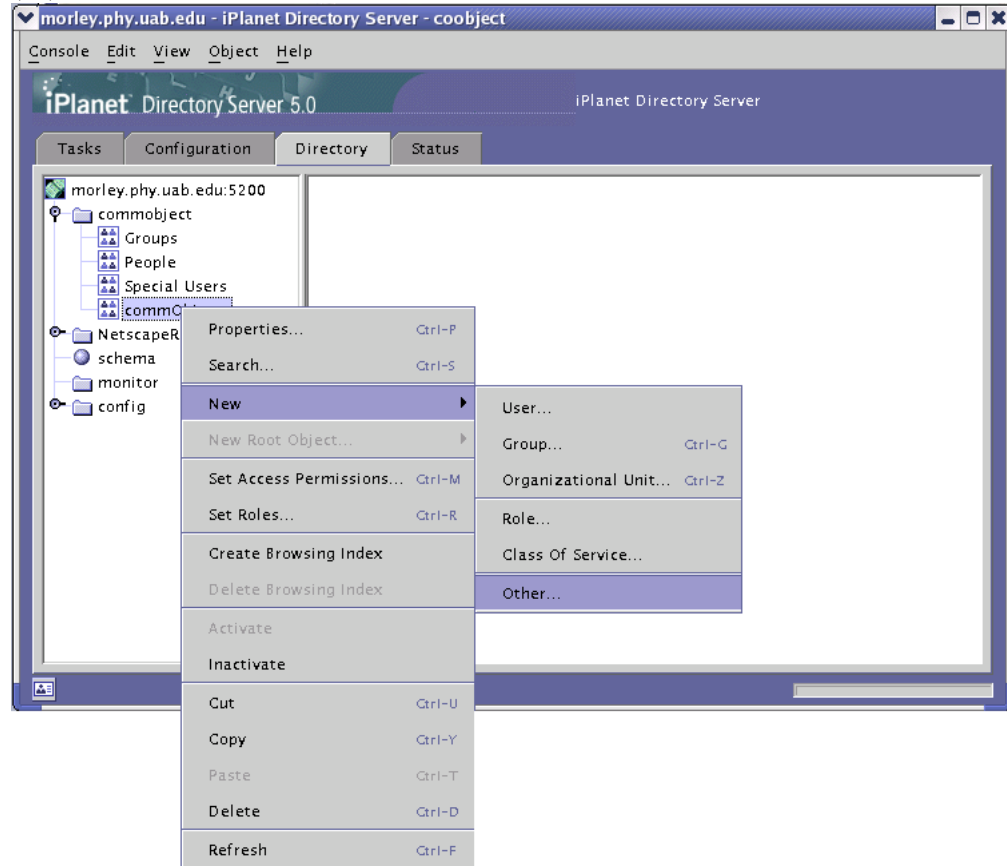 morley.phy.uab.edu - iPlanet Directory Server - coobject
Console Edit View Object Help
iPlanet Directory Server 5.0
iPlanet Directory Server
Tasks Configuration Directory Status
morley.phy.uab.edu:5200
commobject
Groups
People
Special Users
NetscapeR
schema
monitor
config
Properties... Ctrl-P
Search... Ctrl-S
New
New Root Object...
Set Access Permissions... Ctrl-M
Set Roles... Ctrl-R
Create Browsing Index
Delete Browsing Index
Activate
Inactivate
Cut Ctrl-U
Copy Ctrl-Y
Paste Ctrl-T
Delete Ctrl-D
Refresh Ctrl-F
User...
Group... Ctrl-G
Organizational Unit... Ctrl-Z
Role...
Class Of Service...
Other...